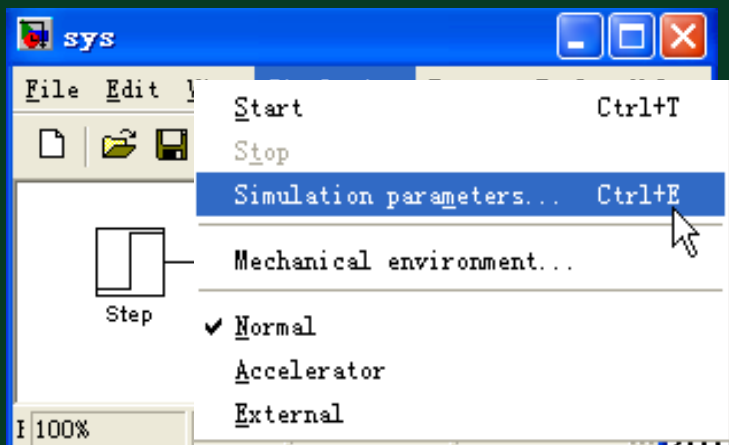 sys
File Edit
Start Ctrl+T
Stop
Simulation parameters... Ctrl+E
Mechanical environment...
Step
Normal
Accelerator
External
100%